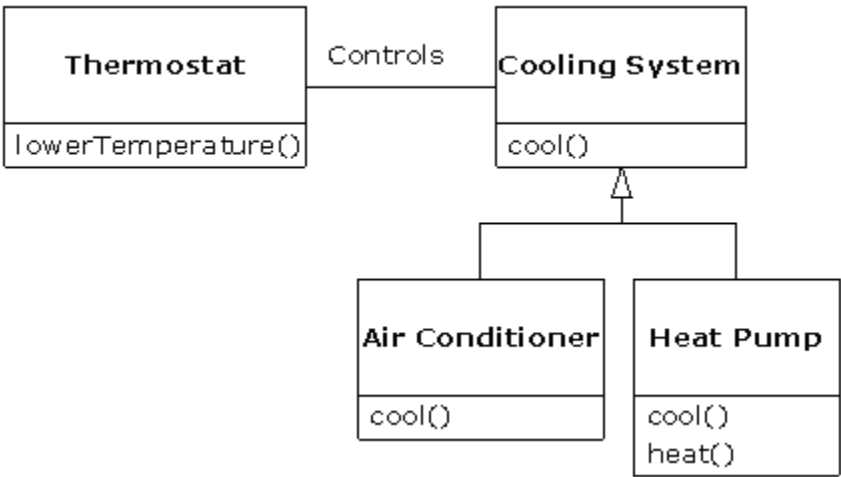 Thermostat
lowerTemperature()
Controls
Cooling System
cool()
Air Conditioner
cool()
Heat Pump
cool()
heat()